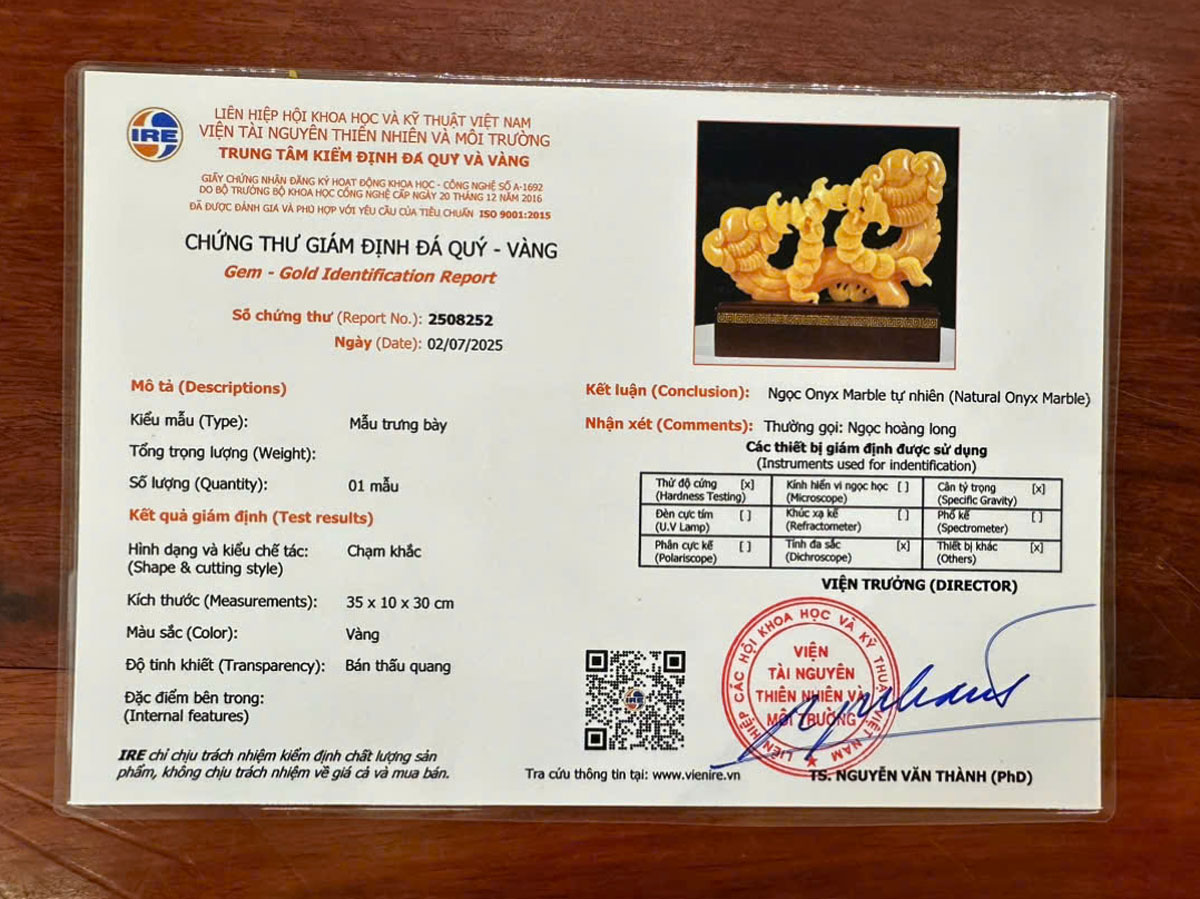 IRE
LIÊN HIỆP HỘI KHOA HỌC VÀ KỸ THUẬT VIỆT NAM
VIỆN TÀI NGUYÊN THIÊN NHIÊN VÀ MÔI TRƯỜNG
TRUNG TÂM KIỂM ĐỊNH ĐÁ QUÝ VÀ VÀNG
GIẤY CHỨNG NHẬN ĐĂNG KÝ HOẠT ĐỘNG KHOA HỌC - CÔNG NGHỆ SỐ A-1692
DO BỘ TRƯỞNG BỘ KHOA HỌC CÔNG NGHỆ CẤP NGÀY 20 THÁNG 12 NĂM 2016
ĐÃ ĐƯỢC ĐÁNH GIÁ VÀ PHÙ HỢP VỚI YÊU CẦU CỦA TIÊU CHUẨN ISO 9001:2015
CHỨNG THƯ GIÁM ĐỊNH ĐÁ QUÝ - VÀNG
Gem - Gold Identification Report
Số chứng thư (Report No.): 2508252
Ngày (Date): 02/07/2025
Mô tả (Descriptions)
Kiểu mẫu (Type): Mẫu trưng bày
Tổng trọng lượng (Weight):
Số lượng (Quantity): 01 mẫu
Kết quả giám định (Test results)
Hình dạng và kiểu chế tác: Chạm khắc
(Shape & cutting style)
Kích thước (Measurements): 35 x 10 x 30 cm
Màu sắc (Color): Vàng
Độ tinh khiết (Transparency): Bán thấu quang
Đặc điểm bên trong:
(Internal features)
IRE chỉ chịu trách nhiệm kiểm định chất lượng sản
phẩm, không chịu trách nhiệm về giá cả và mua bán.
Kết luận (Conclusion): Ngọc Onyx Marble tự nhiên (Natural Onyx Marble)
Nhận xét (Comments): Thường gọi: Ngọc hoàng long
Các thiết bị giám định được sử dụng
(Instruments used for indentification)
Thử độ cứng [x] Kính hiển vi ngọc học [ ] Cân tỷ trọng [x]
(Hardness Testing) (Microscope) (Specific Gravity)
Đèn cực tím [ ] Khúc xạ kế [ ] Phổ kế [ ]
(U.V Lamp) (Refractometer) (Spectrometer)
Phân cực kế [ ] Tính đa sắc [x] Thiết bị khác [x]
(Polariscope) (Dichroscope) (Others)
VIỆN TRƯỞNG (DIRECTOR)
LIÊN HIỆP CÁC HỘI KHOA HỌC VÀ KỸ THUẬT VIỆT NAM
VIỆN
TÀI NGUYÊN
THIÊN NHIÊN VÀ
MÔI TRƯỜNG
IRE
Tra cứu thông tin tại: www.vienire.vn
TS. NGUYỄN VĂN THÀNH (PhD)